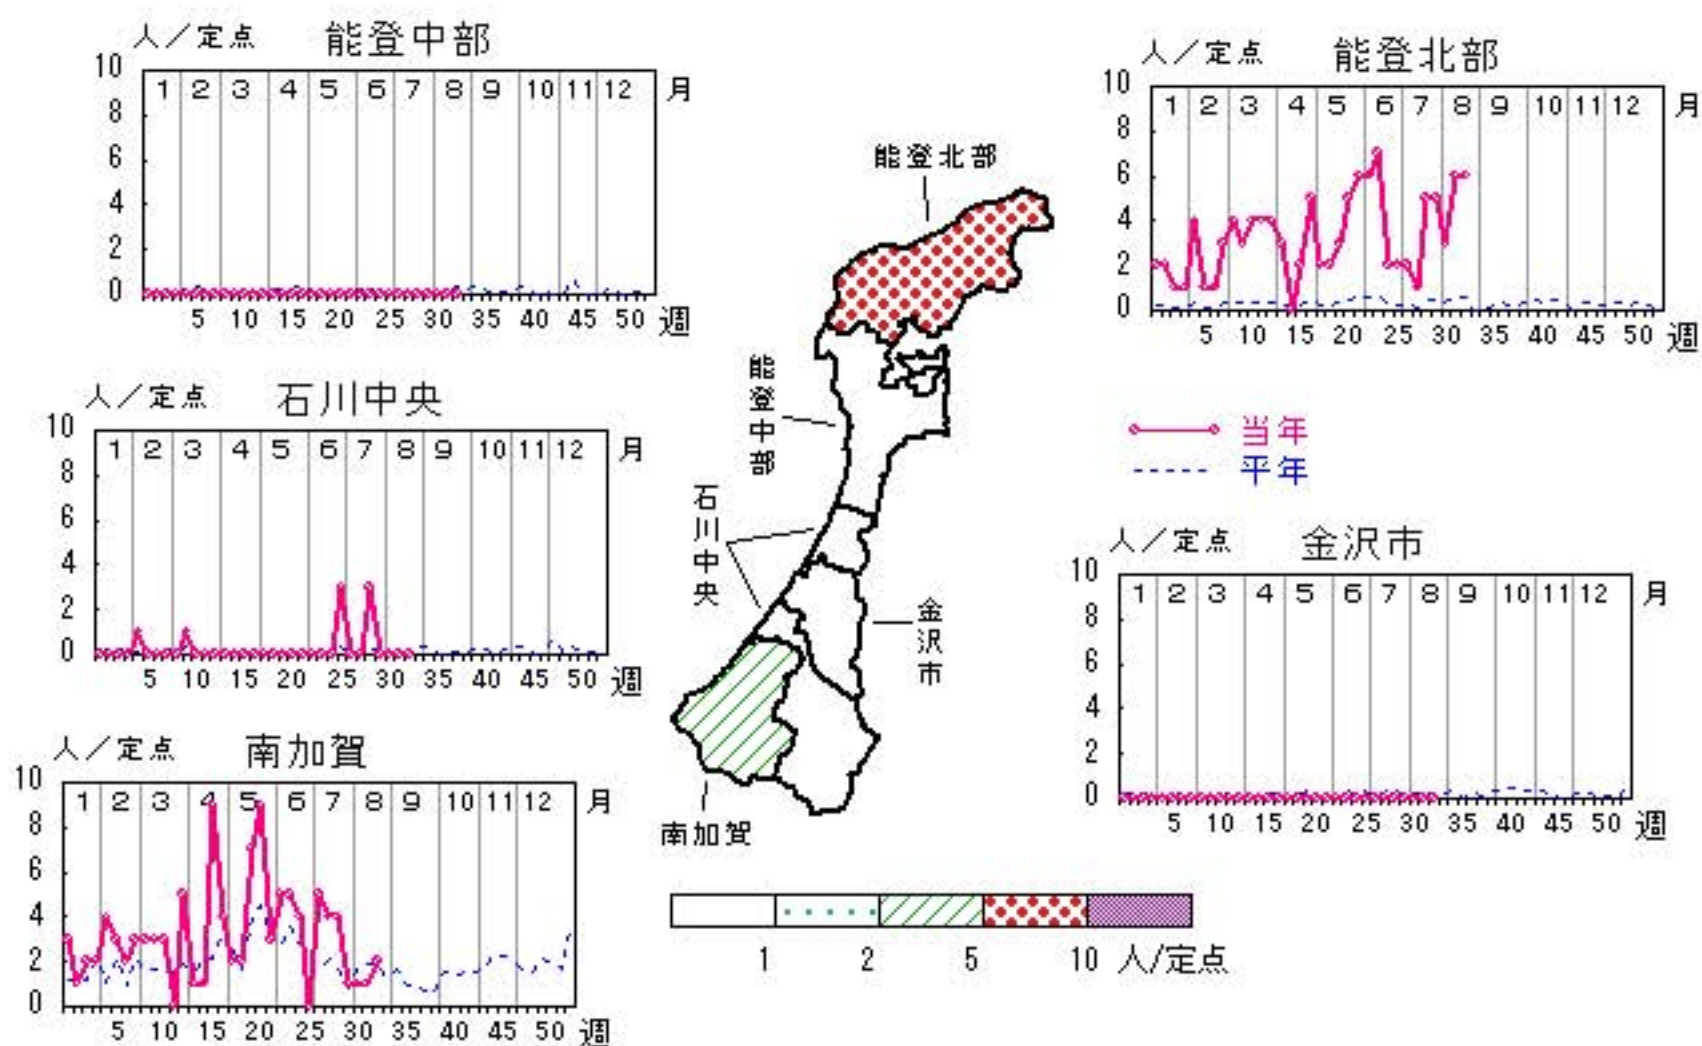 人／定点 能登中部
10 8 6 4 2 0
1 2 3 4 5 6 7 8 9 10 11 12 月
5 10 15 20 25 30 35 40 45 50 週
人／定点 能登北部
10 8 6 4 2 0
1 2 3 4 5 6 7 8 9 10 11 12 月
5 10 15 20 25 30 35 40 45 50 週
人／定点 石川中央
10 8 6 4 2 0
1 2 3 4 5 6 7 8 9 10 11 12 月
5 10 15 20 25 30 35 40 45 50 週
当年
平年
人／定点 金沢市
10 8 6 4 2 0
1 2 3 4 5 6 7 8 9 10 11 12 月
5 10 15 20 25 30 35 40 45 50 週
人／定点 南加賀
10 8 6 4 2 0
1 2 3 4 5 6 7 8 9 10 11 12 月
5 10 15 20 25 30 35 40 45 50 週
能登北部
能登中部
石川中央
金沢市
南加賀
1 2 5 10 人/定点